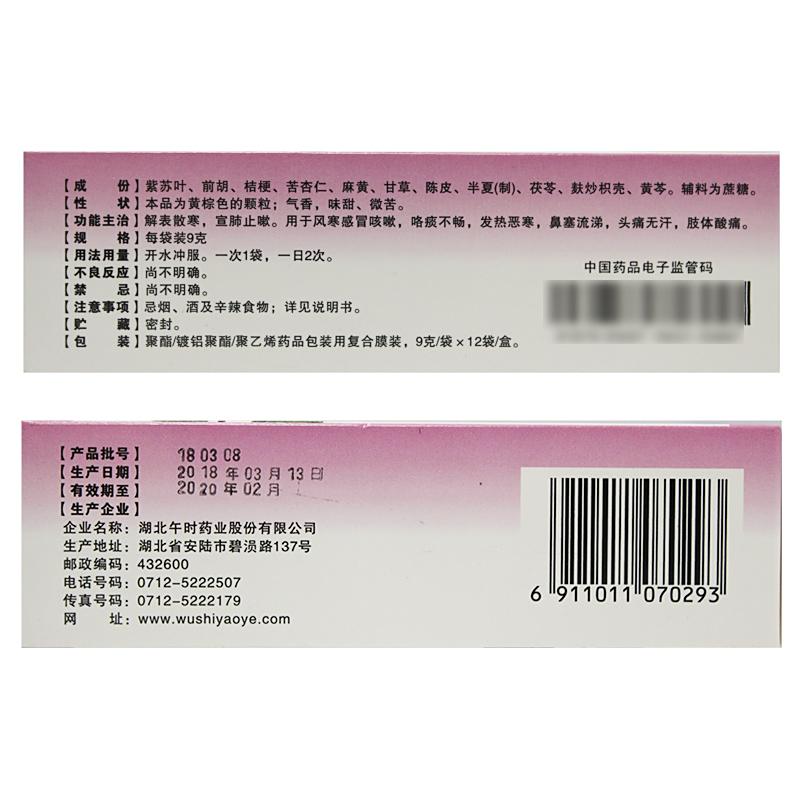 【成　份】紫苏叶、前胡、桔梗、苦杏仁、麻黄、甘草、陈皮、半夏(制)、茯苓、麸炒枳壳、黄芩。辅料为蔗糖。
【性　状】本品为黄棕色的颗粒；气香，味甜、微苦。
【功能主治】解表散寒，宣肺止嗽。用于风寒感冒咳嗽，咯痰不畅，发热恶寒，鼻塞流涕，头痛无汗，肢体酸痛。
【规　格】每袋装9克
【用法用量】开水冲服。一次1袋，一日2次。
【不良反应】尚不明确。
【禁　忌】尚不明确。
【注意事项】忌烟、酒及辛辣食物；详见说明书。
【贮　藏】密封。
【包　装】聚酯/镀铝聚酯/聚乙烯药品包装用复合膜装，9克/袋×12袋/盒。
中国药品电子监管码
【产品批号】 18 03 08
【生产日期】 2018年03月13日
【有效期至】 2020年02月
【生产企业】
企业名称：湖北午时药业股份有限公司
生产地址：湖北省安陆市碧涢路137号
邮政编码：432600
电话号码：0712-5222507
传真号码：0712-5222179
网　址：www.wushiyaoye.com
6 911011 070293